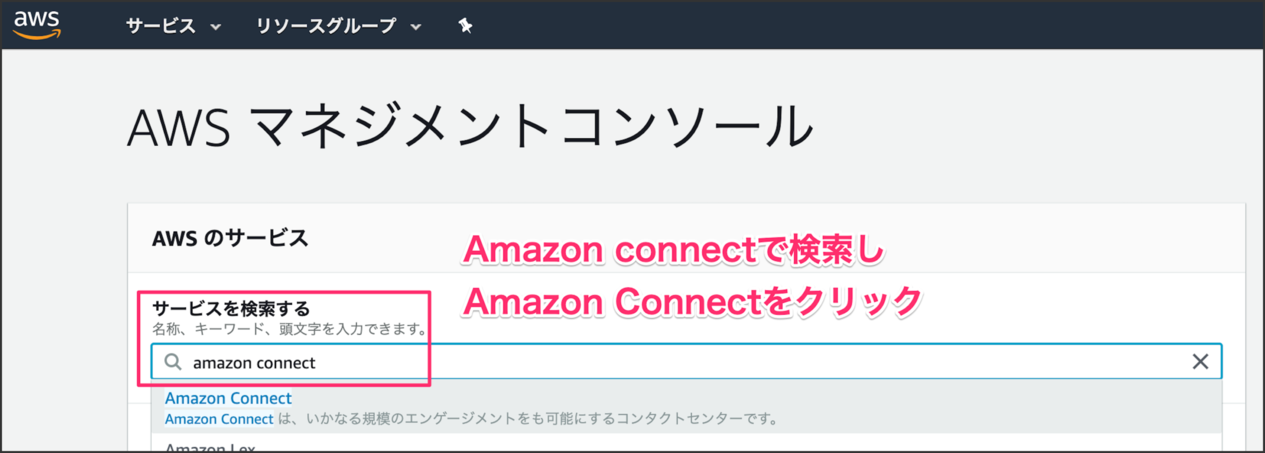 aws
サービス
リソースグループ
AWS マネジメントコンソール
AWS のサービス
Amazon connectで検索し
Amazon Connectをクリック
サービスを検索する
名称、キーワード、頭文字を入力できます。
amazon connect
Amazon Connect
Amazon Connect は、いかなる規模のエンゲージメントをも可能にするコンタクトセンターです。
Amazon Lex